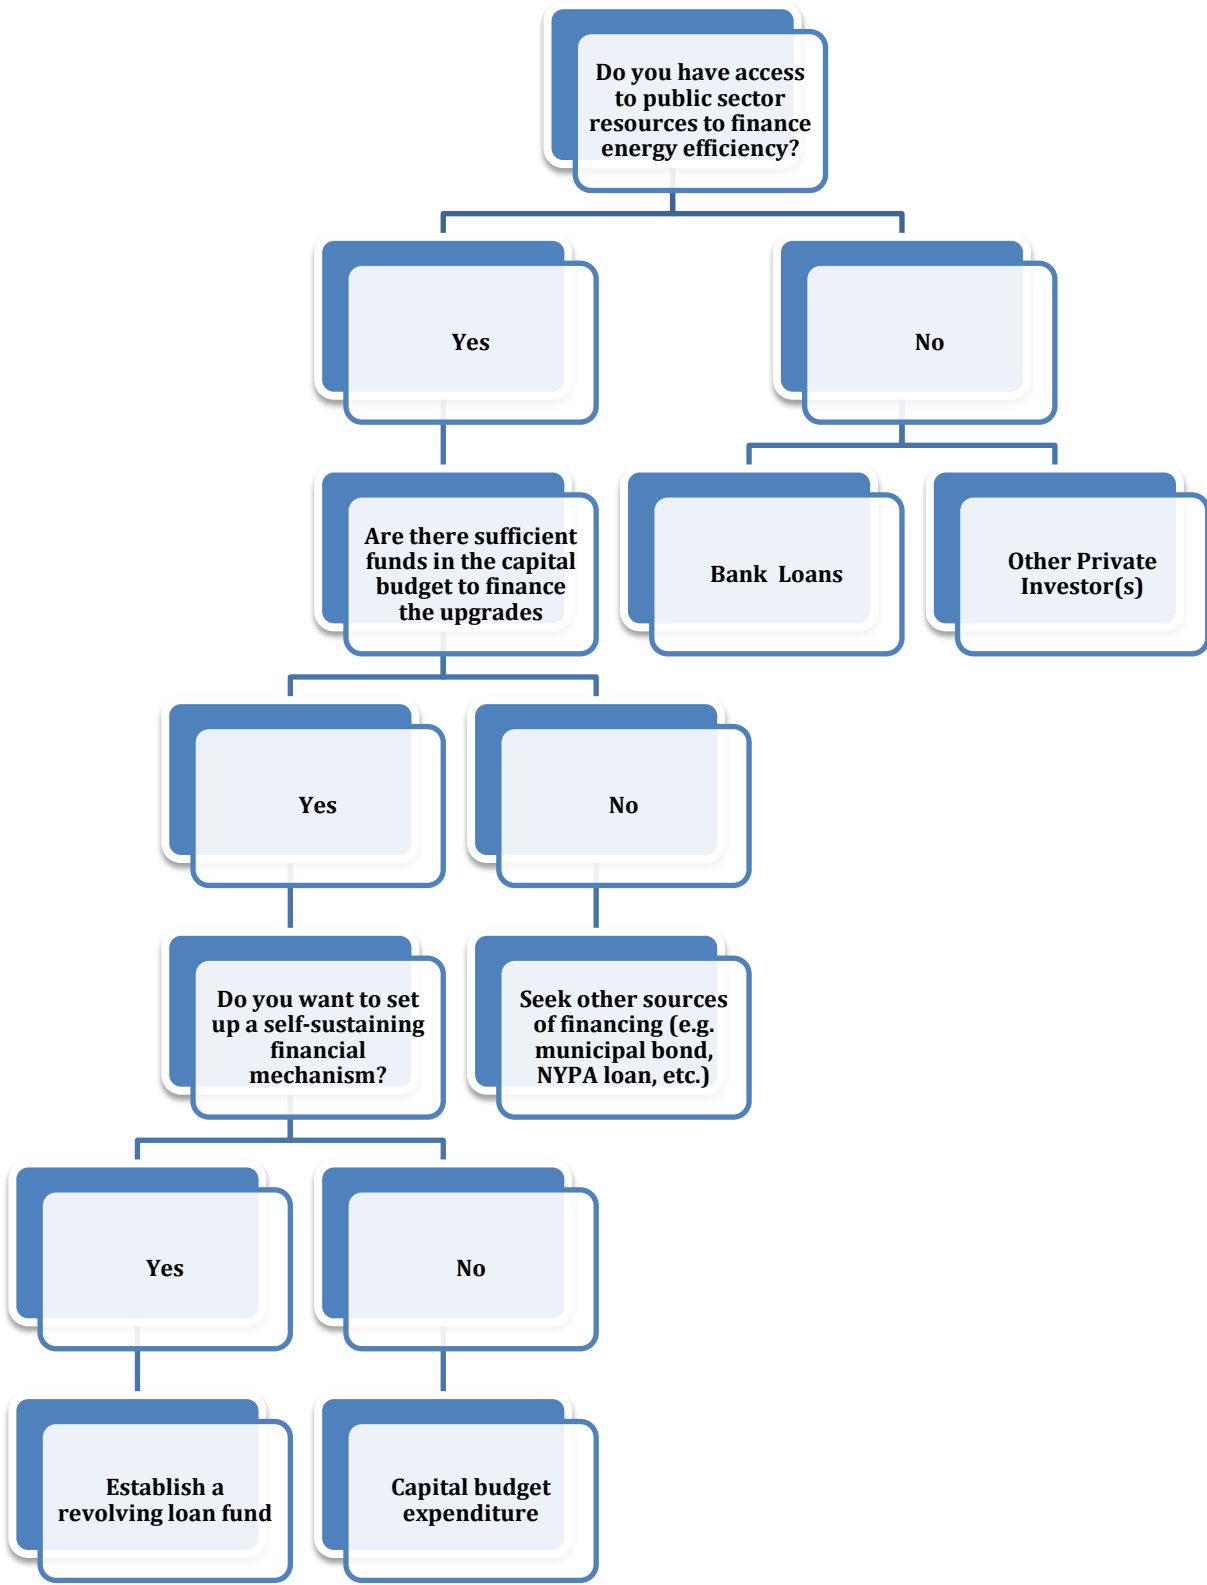 Do you have access
to public sector
resources to finance
energy efficiency?
Yes
No
Are there sufficient
funds in the capital
budget to finance
the upgrades
Bank Loans
Other Private
Investor(s)
Yes
No
Do you want to set
up a self-sustaining
financial
mechanism?
Seek other sources
of financing (e.g.
municipal bond,
NYPA loan, etc.)
Yes
No
Establish a
revolving loan fund
Capital budget
expenditure